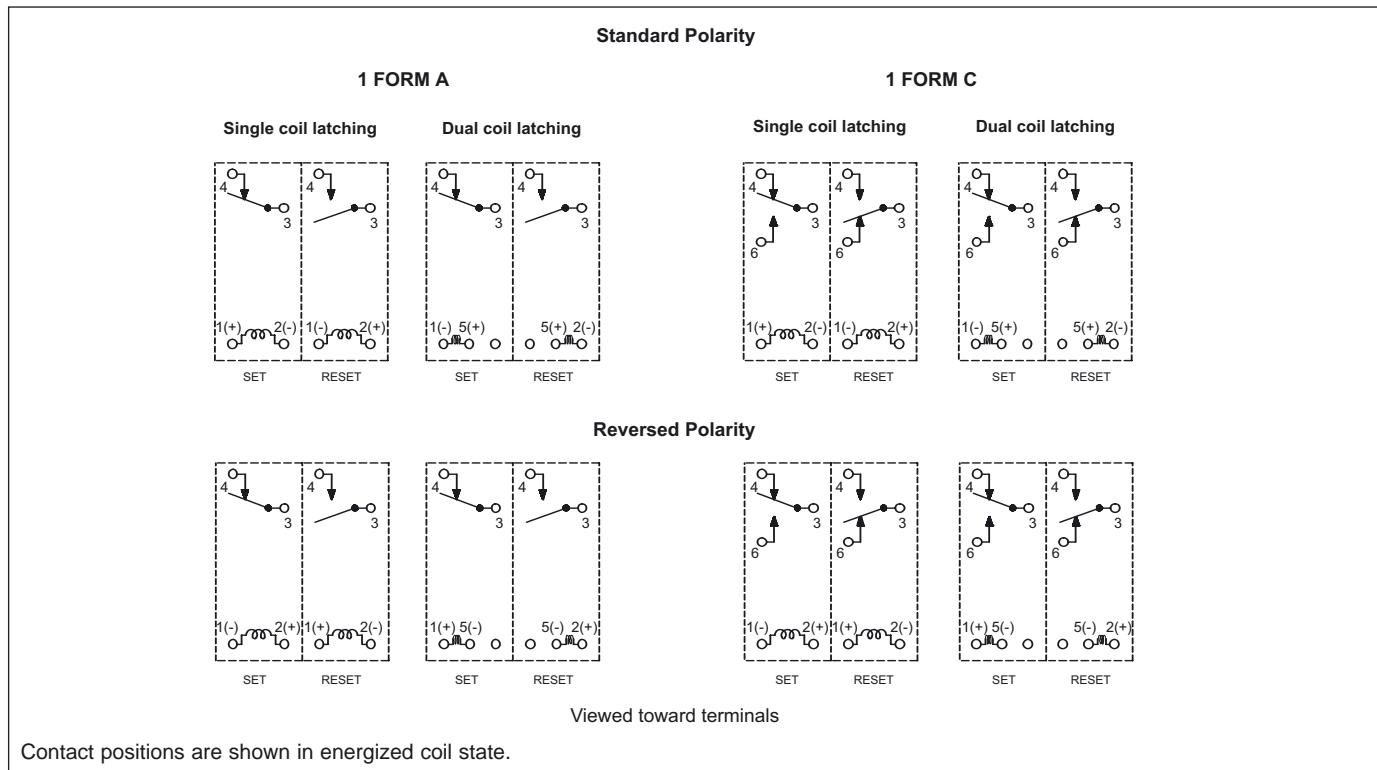 Standard Polarity
1 FORM A 1 FORM C
Single coil latching Dual coil latching Single coil latching Dual coil latching
4 4 4 4 4 4 4 4
3 3 3 3 3 3 3 3
6 6 6 6
1(+) 2(-) 1(-) 2(+) 1(-) 5(+) 5(+) 2(-) 1(+) 2(-) 1(-) 2(+) 1(-) 5(+) 5(+) 2(-)
SET RESET SET RESET SET RESET SET RESET
Reversed Polarity
4 4 4 4 4 4 4 4
3 3 3 3 3 3 3 3
6 6 6 6
1(-) 2(+) 1(+) 2(-) 1(+) 5(-) 5(-) 2(+) 1(-) 2(+) 1(+) 2(-) 1(+) 5(-) 5(-) 2(+)
SET RESET SET RESET SET RESET SET RESET
Viewed toward terminals
Contact positions are shown in energized coil state.